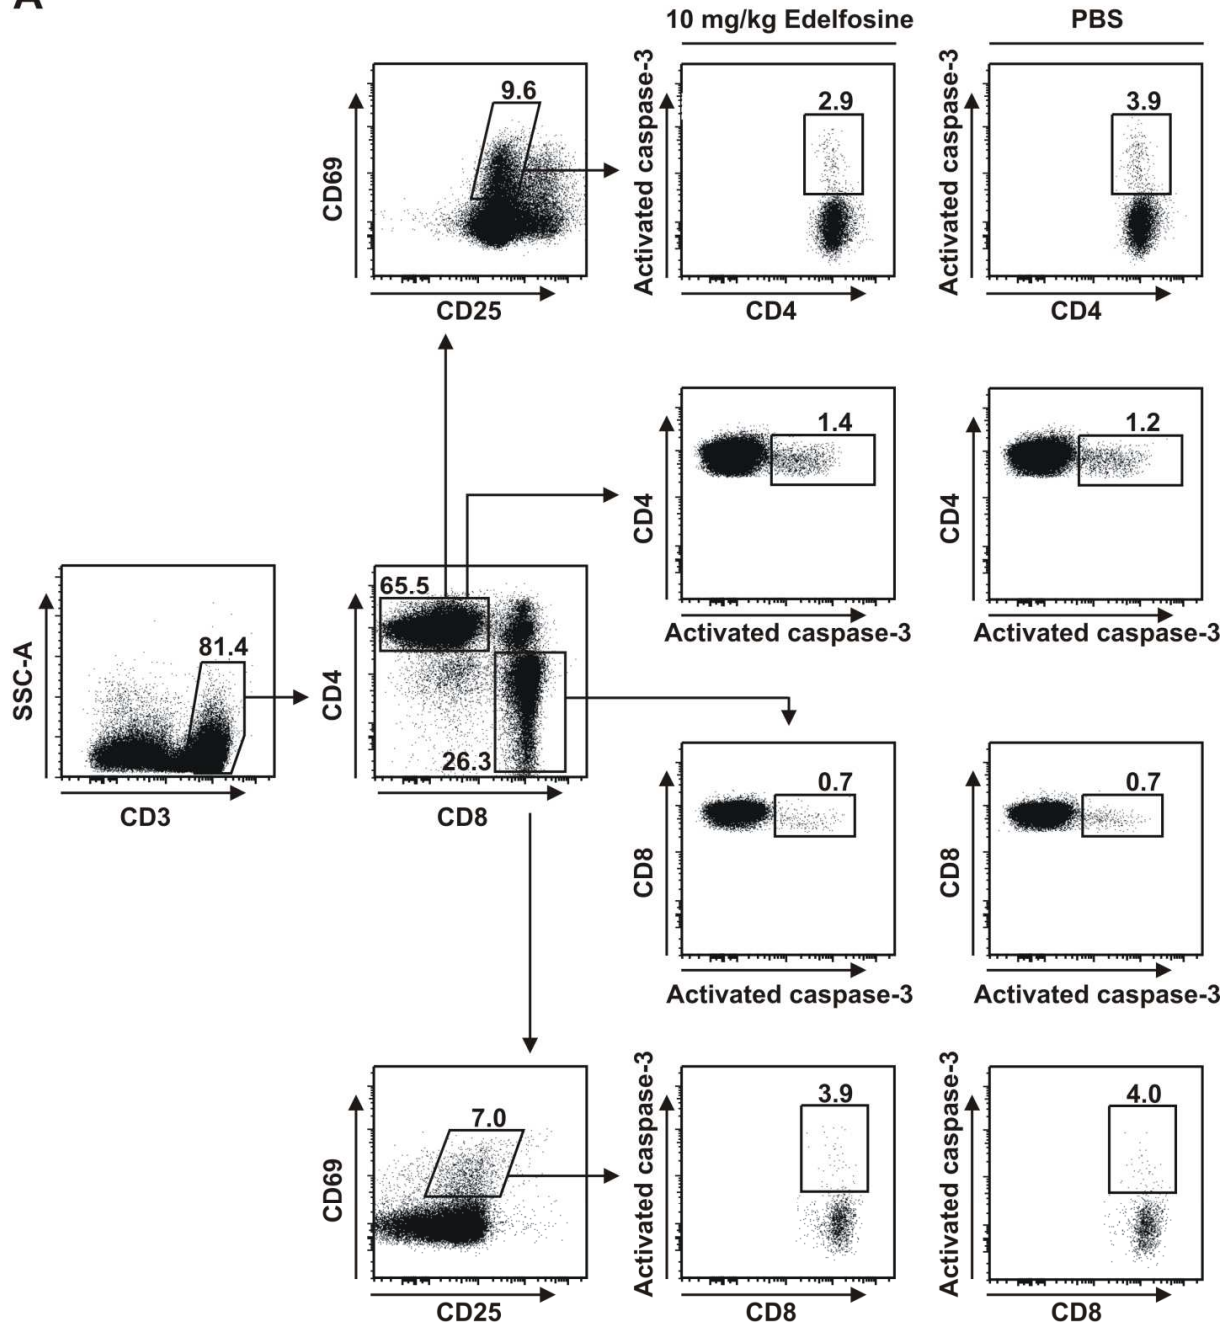 A
10 mg/kg Edelfosine
PBS
9.6
CD69
CD25
2.9
Activated caspase-3
CD4
3.9
Activated caspase-3
CD4
1.4
CD4
Activated caspase-3
1.2
CD4
Activated caspase-3
81.4
SSC-A
CD3
65.5
26.3
CD4
CD8
0.7
CD8
Activated caspase-3
0.7
CD8
Activated caspase-3
7.0
CD69
CD25
3.9
Activated caspase-3
CD8
4.0
Activated caspase-3
CD8